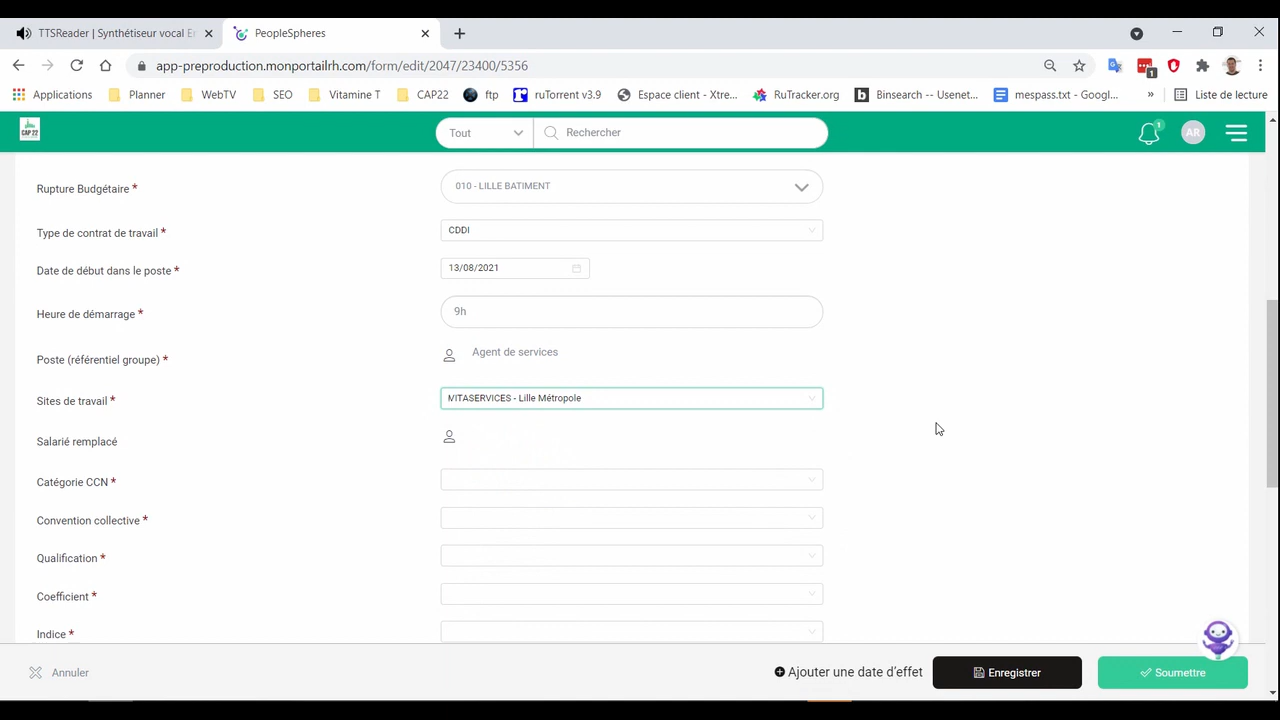 TTSReader | Synthétiseur vocal En
PeopleSpheres
app-preproduction.monportailrh.com/form/edit/2047/23400/5356
1
Applications
Planner
WebTV
SEO
Vitamine T
CAP22
ftp
ruTorrent v3.9
Espace client - Xtre...
RuTracker.org
Binsearch -- Usenet...
mespass.txt - Googl...
»
Liste de lecture
CAP 22
Tout
Rechercher
1
AR
Rupture Budgétaire *
010 - LILLE BATIMENT
Type de contrat de travail *
CDDI
Date de début dans le poste *
13/08/2021
Heure de démarrage *
9h
Poste (référentiel groupe) *
Agent de services
Sites de travail *
VITASERVICES - Lille Métropole
Salarié remplacé
Catégorie CCN *
Convention collective *
Qualification *
Coefficient *
Indice *
Annuler
Ajouter une date d'effet
Enregistrer
Soumettre